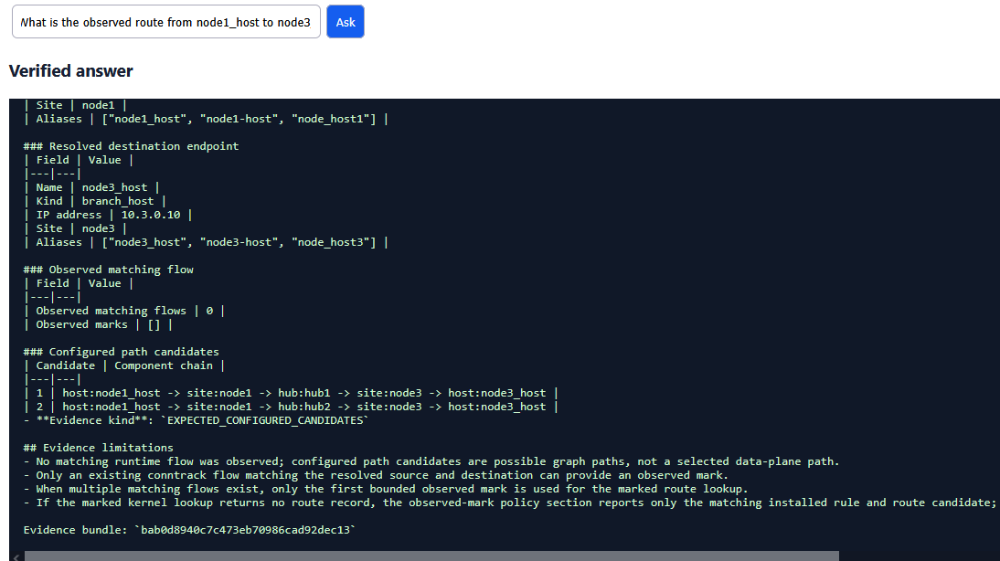 What is the observed route from node1_host to node3
Ask
Verified answer
| Site | node1 |
| Aliases | ["node1_host", "node1-host", "node_host1"] |
### Resolved destination endpoint
| Field | Value |
|---|---|
| Name | node3_host |
| Kind | branch_host |
| IP address | 10.3.0.10 |
| Site | node3 |
| Aliases | ["node3_host", "node3-host", "node_host3"] |
### Observed matching flow
| Field | Value |
|---|---|
| Observed matching flows | 0 |
| Observed marks | [] |
### Configured path candidates
| Candidate | Component chain |
|---|---|
| 1 | host:node1_host -> site:node1 -> hub:hub1 -> site:node3 -> host:node3_host |
| 2 | host:node1_host -> site:node1 -> hub:hub2 -> site:node3 -> host:node3_host |
- **Evidence kind**: `EXPECTED_CONFIGURED_CANDIDATES`
## Evidence limitations
- No matching runtime flow was observed; configured path candidates are possible graph paths, not a selected data-plane path.
- Only an existing conntrack flow matching the resolved source and destination can provide an observed mark.
- When multiple matching flows exist, only the first bounded observed mark is used for the marked route lookup.
- If the marked kernel lookup returns no route record, the observed-mark policy section reports only the matching installed rule and route candidate;
Evidence bundle: `bab0d8940c7c473eb70986cad92dec13`